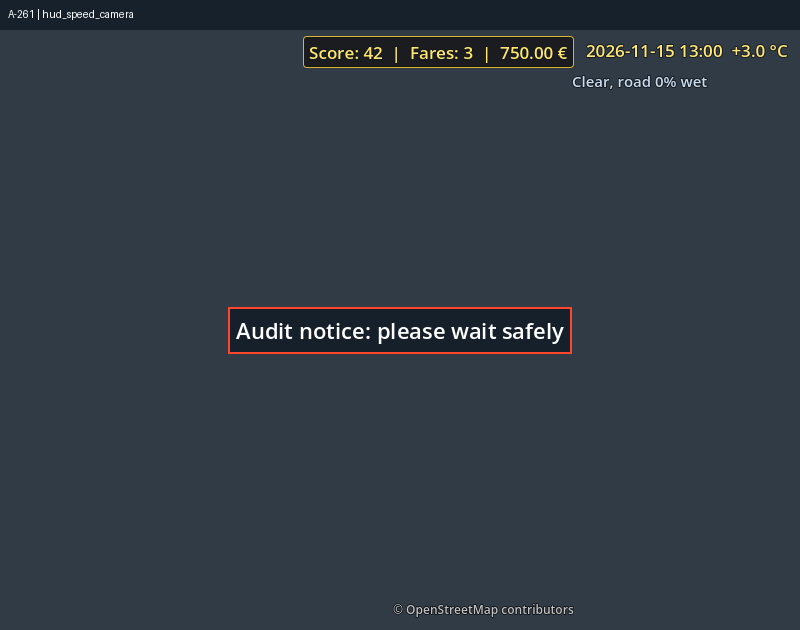 A-261 | hud_speed_camera
Score: 42 | Fares: 3 | 750.00 €
2026-11-15 13:00 +3.0 °C
Clear, road 0% wet
Audit notice: please wait safely
© OpenStreetMap contributors